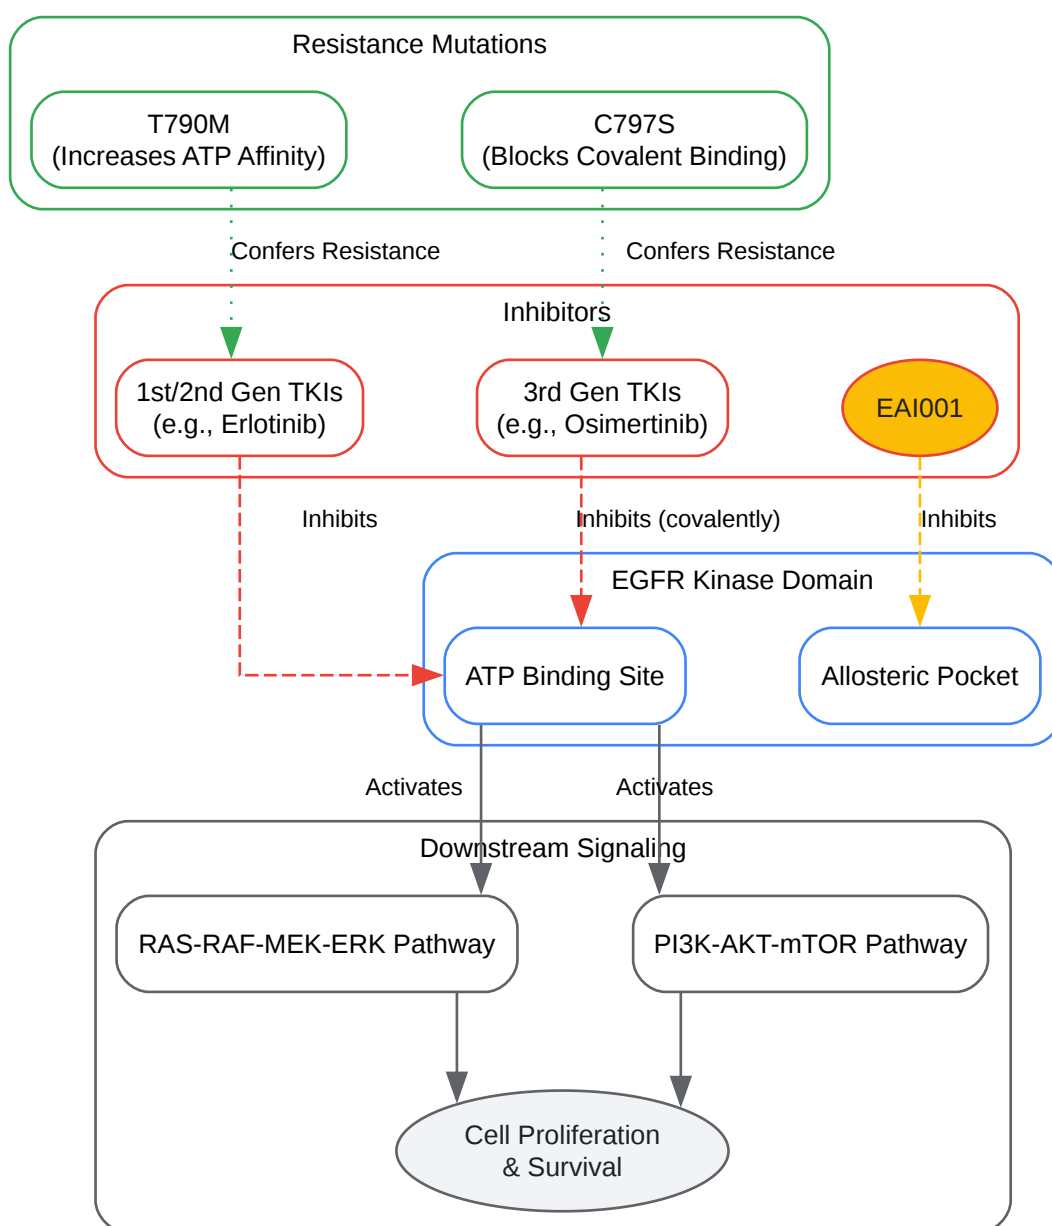 Resistance Mutations
T790M
(Increases ATP Affinity)
C797S
(Blocks Covalent Binding)
Confers Resistance
Confers Resistance
Inhibitors
1st/2nd Gen TKIs
(e.g., Erlotinib)
3rd Gen TKIs
(e.g., Osimertinib)
EAI001
Inhibits
Inhibits (covalently)
Inhibits
EGFR Kinase Domain
ATP Binding Site
Allosteric Pocket
Activates
Activates
Downstream Signaling
RAS-RAF-MEK-ERK Pathway
PI3K-AKT-mTOR Pathway
Cell Proliferation
& Survival